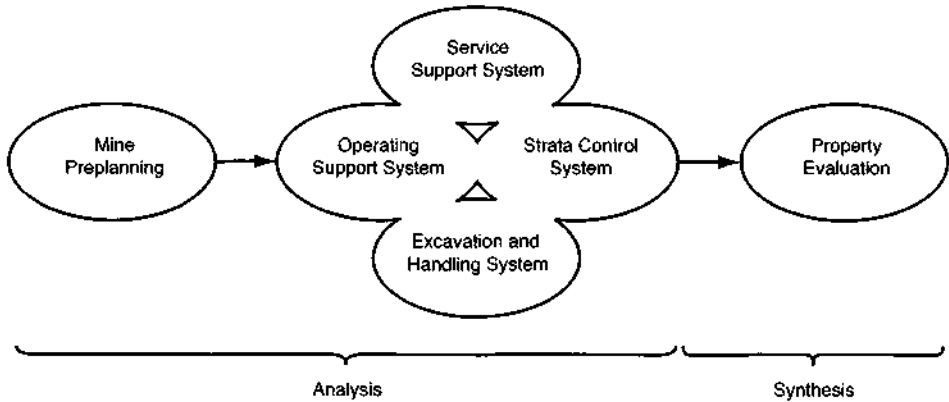 Service
Support System
Mine
Preplanning
Operating
Support System
Strata Control
System
Property
Evaluation
Excavation and
Handling System
Analysis
Synthesis